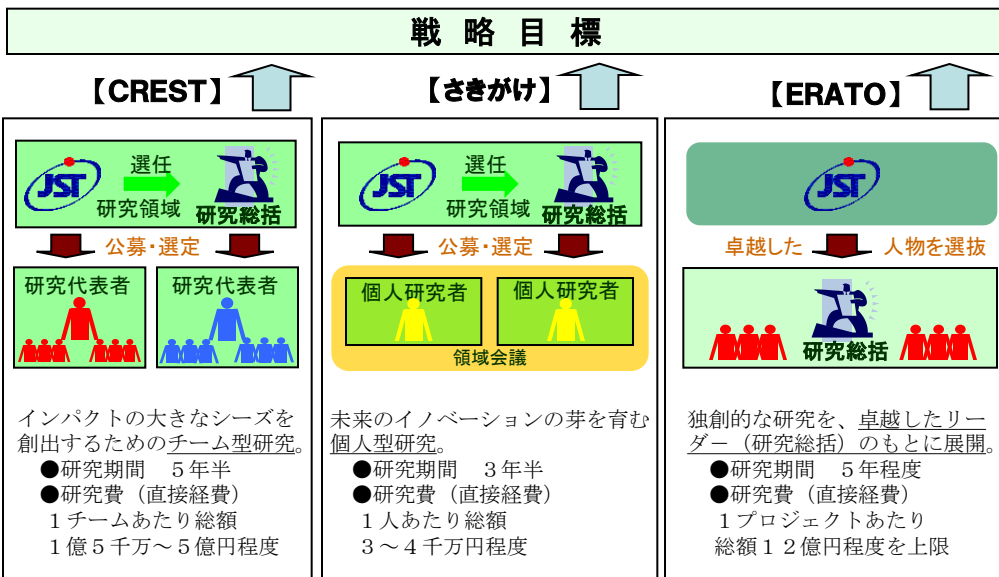 戦略目標
【CREST】
JST
選任
研究領域
研究総括
公募・選定
研究代表者
研究代表者
インパクトの大きなシーズを
創出するためのチーム型研究。
●研究期間　５年半
●研究費（直接経費）
１チームあたり総額
１億５千万～５億円程度
【さきがけ】
JST
選任
研究領域
研究総括
公募・選定
個人研究者
個人研究者
領域会議
未来のイノベーションの芽を育む
個人型研究。
●研究期間　３年半
●研究費（直接経費）
１人あたり総額
３～４千万円程度
【ERATO】
JST
卓越した　人物を選抜
研究総括
独創的な研究を、卓越したリー
ダー（研究総括）のもとに展開。
●研究期間　５年程度
●研究費（直接経費）
１プロジェクトあたり
総額１２億円程度を上限